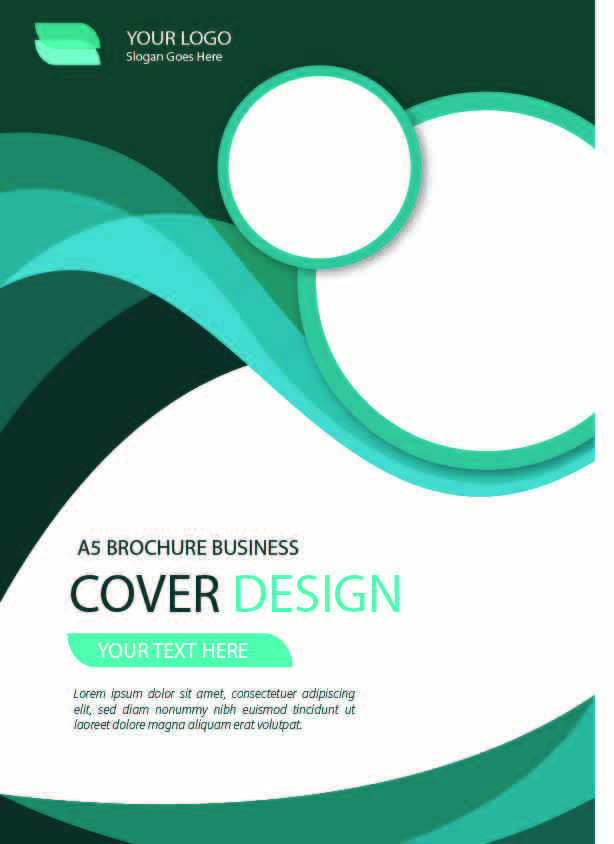 YOUR LOGO
Slogan Goes Here
A5 BROCHURE BUSINESS
COVER DESIGN
YOUR TEXT HERE
Lorem ipsum dolor sit amet, consectetuer adipiscing
elit, sed diam nonummy nibh euismod tincidunt ut
laoreet dolore magna aliquam erat volutpat.